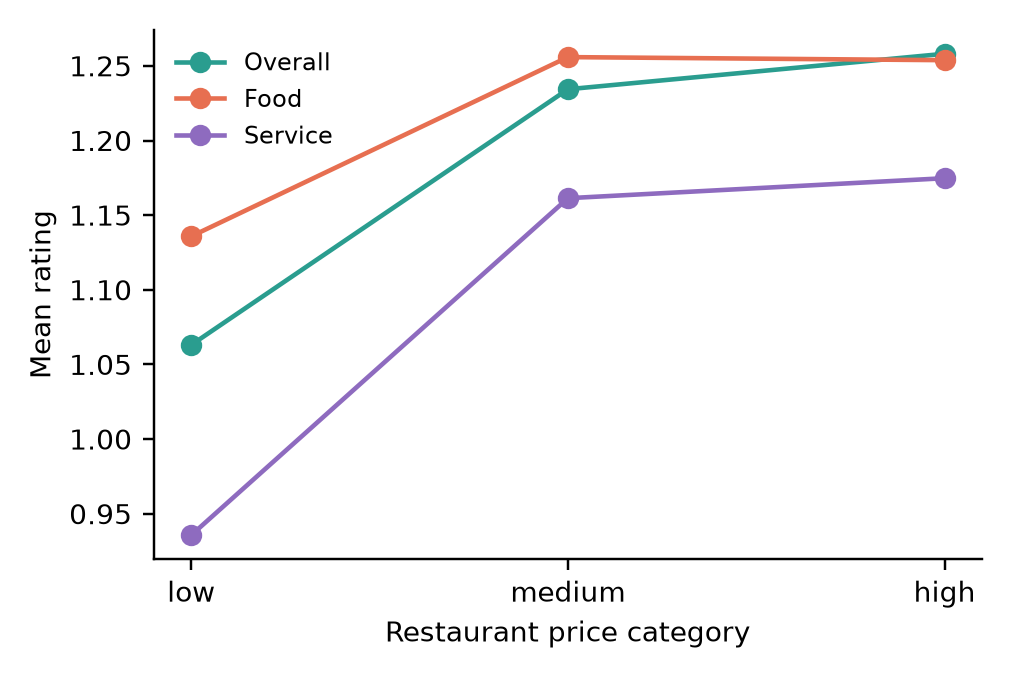 Overall
Food
Service
1.25
1.20
1.15
1.10
1.05
1.00
0.95
Mean rating
low medium high
Restaurant price category